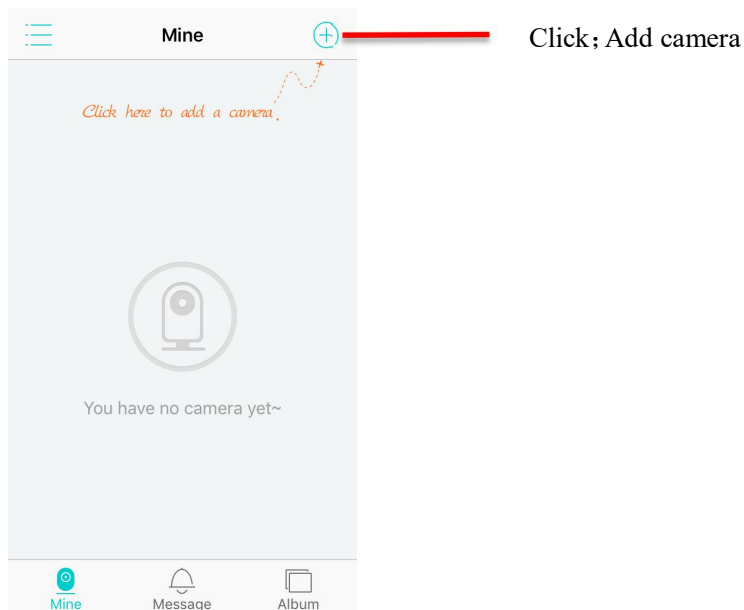 Mine
Click；Add camera
Click here to add a camera.
You have no camera yet~
Mine Message Album